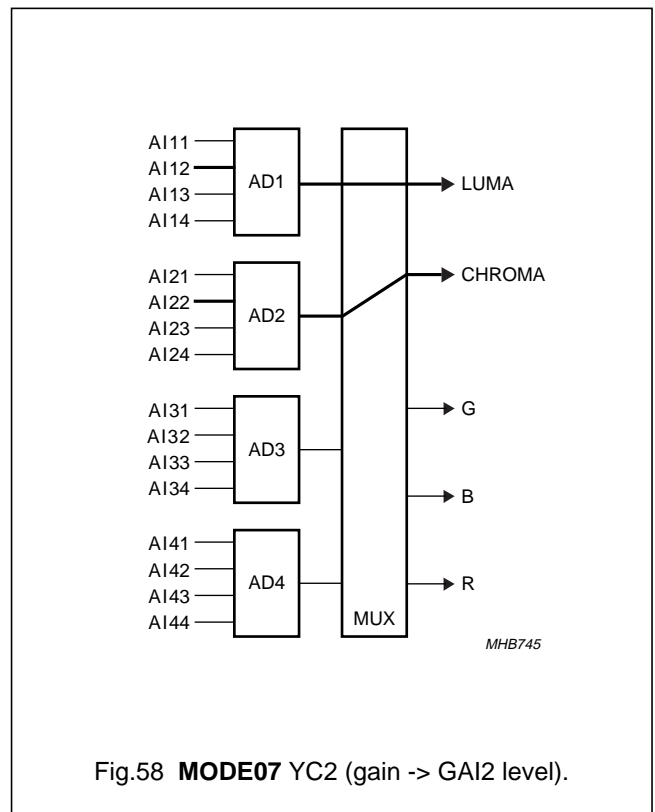 AI11
AI12
AI13
AI14
AD1
LUMA
AI21
AI22
AI23
AI24
AD2
CHROMA
AI31
AI32
AI33
AI34
AD3
G
B
AI41
AI42
AI43
AI44
AD4
R
MUX
MHB745
Fig.58 MODE07 YC2 (gain -> GAI2 level).